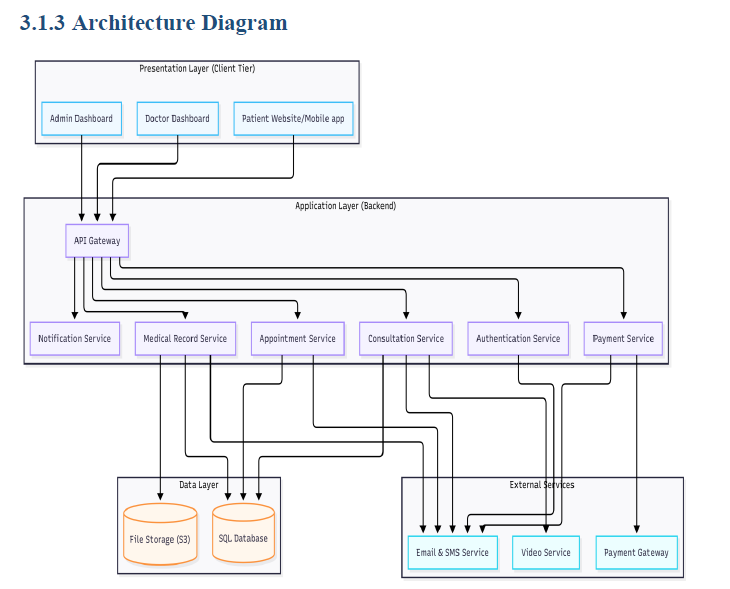 3.1.3 Architecture Diagram
Presentation Layer (Client Tier)
Admin Dashboard
Doctor Dashboard
Patient Website/Mobile app
Application Layer (Backend)
API Gateway
Notification Service
Medical Record Service
Appointment Service
Consultation Service
Authentication Service
Payment Service
Data Layer
External Services
File Storage (S3)
SQL Database
Email & SMS Service
Video Service
Payment Gateway